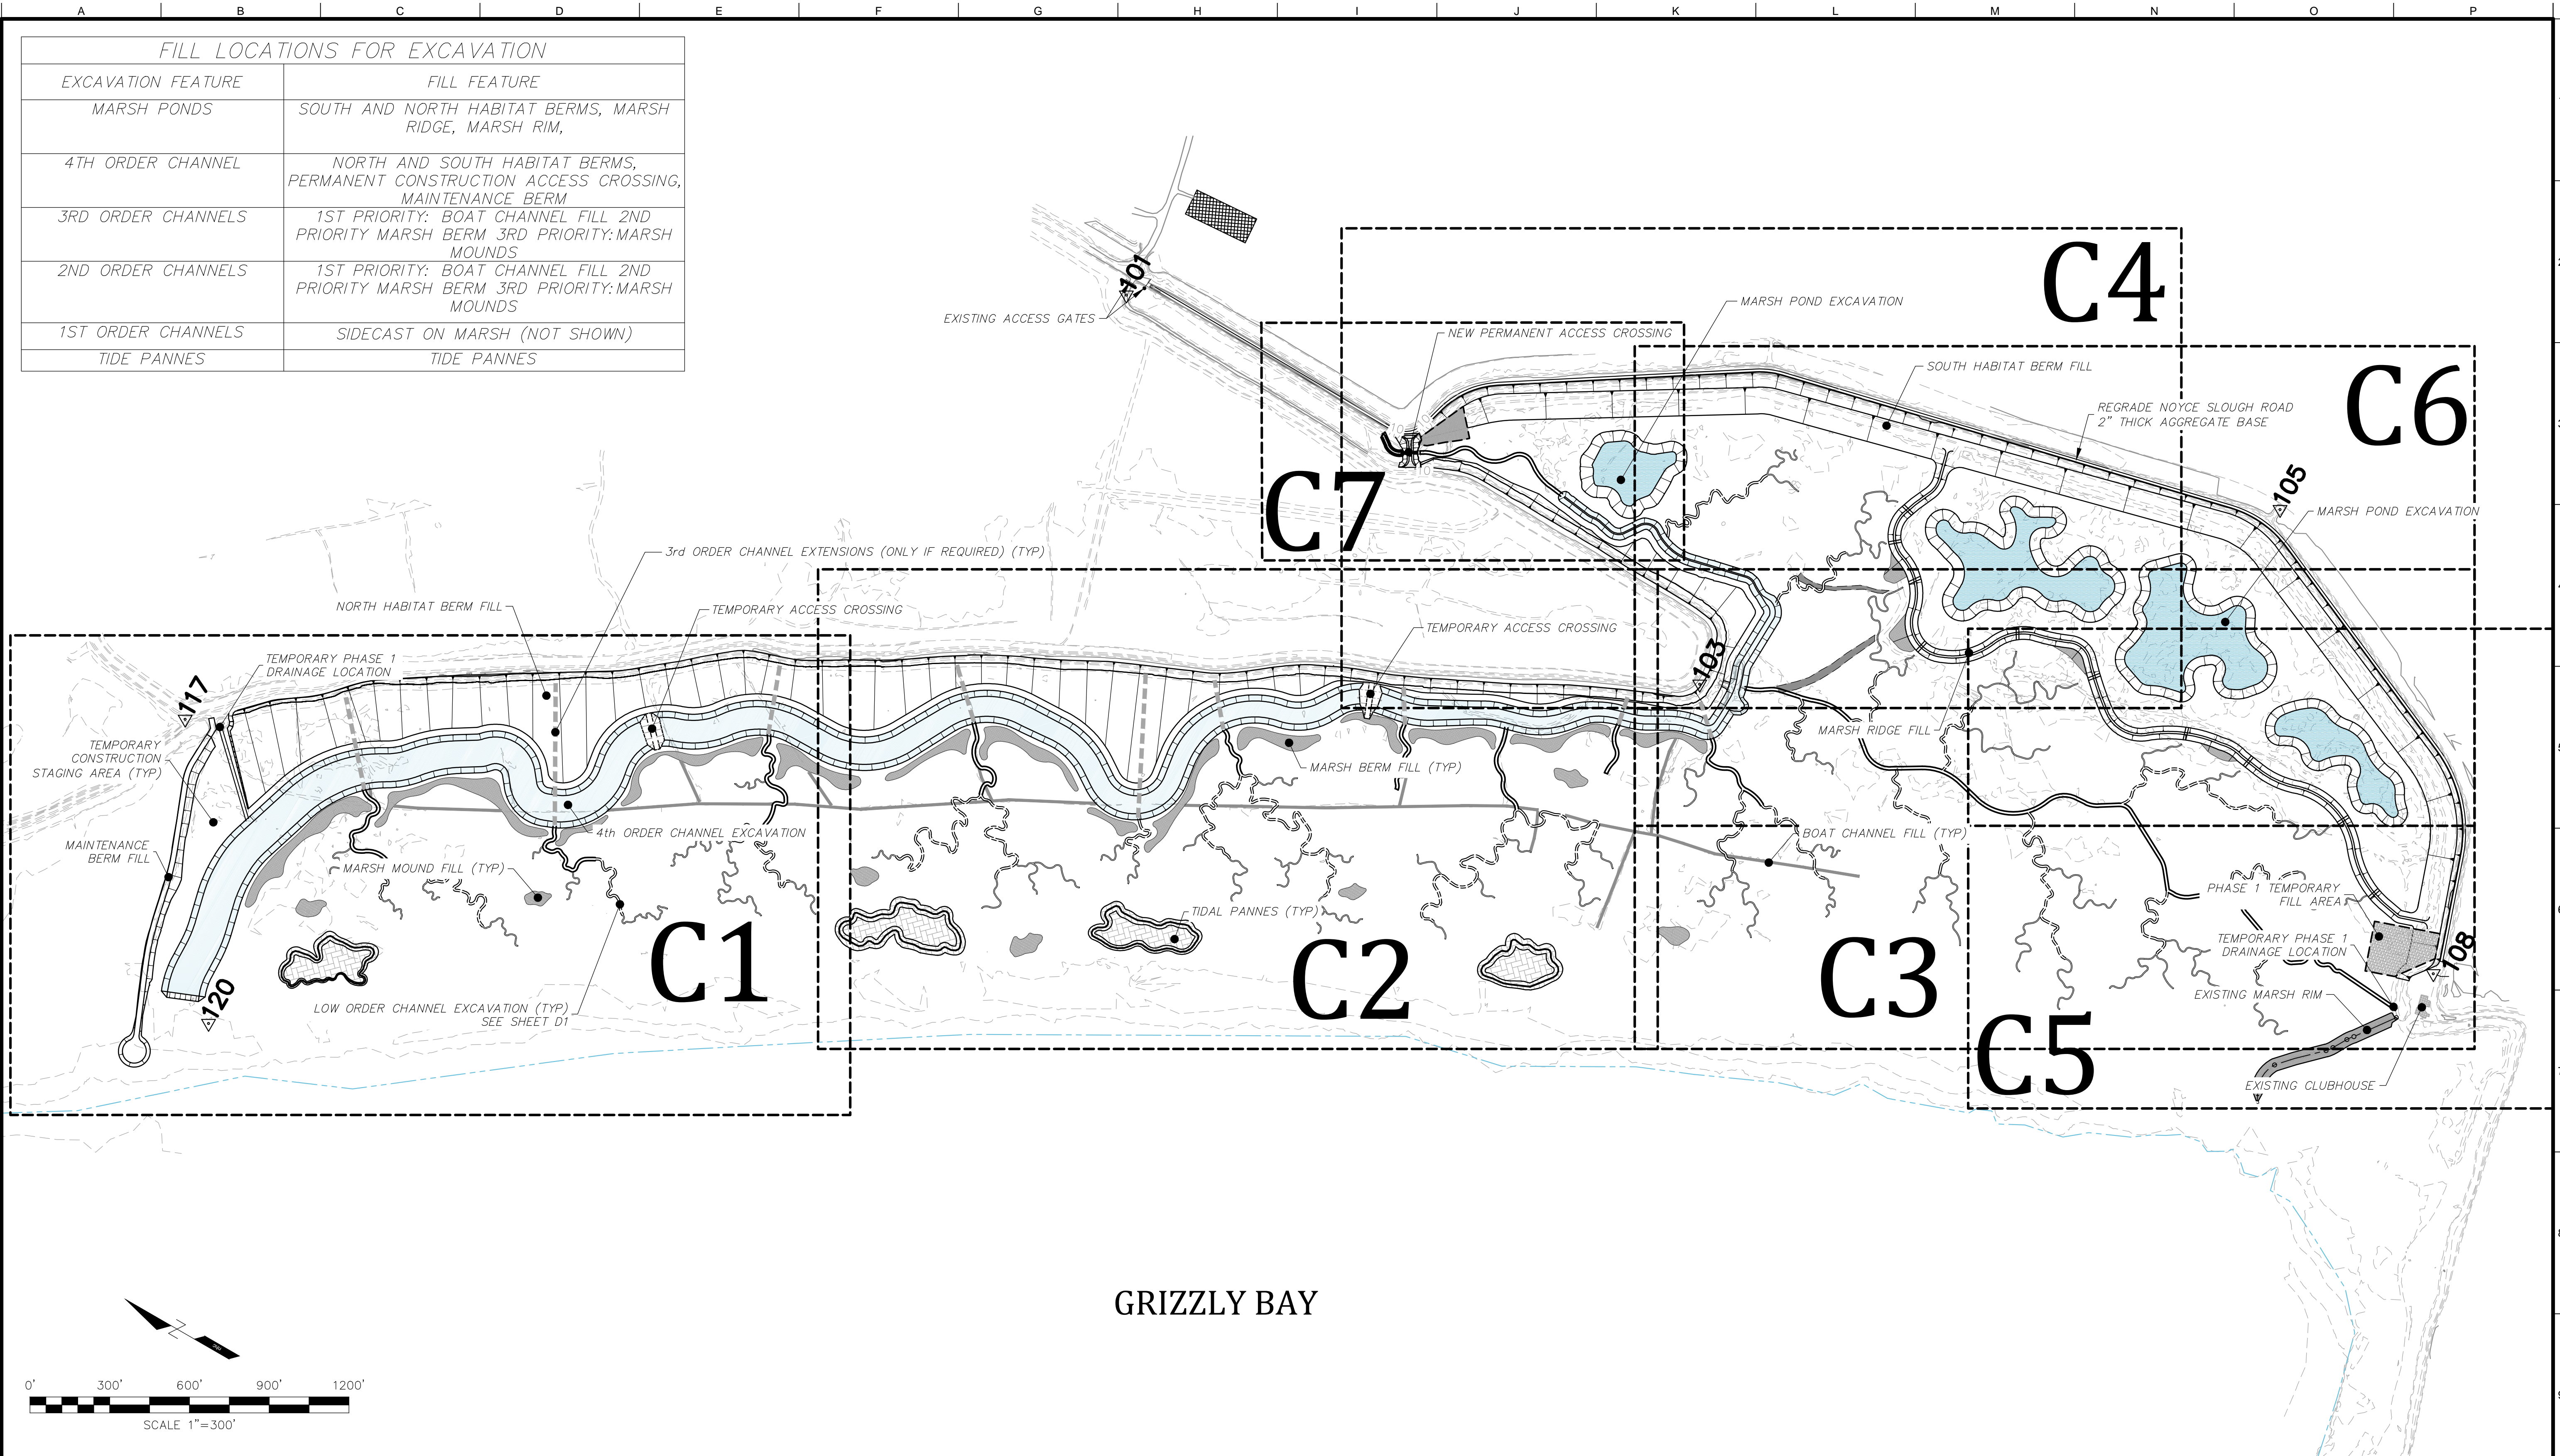 A B C D E F G H I J K L M N O P
FILL LOCATIONS FOR EXCAVATION
EXCAVATION FEATURE
FILL FEATURE
MARSH PONDS
SOUTH AND NORTH HABITAT BERMS, MARSH
RIDGE, MARSH RIM,
4TH ORDER CHANNEL
NORTH AND SOUTH HABITAT BERMS,
PERMANENT CONSTRUCTION ACCESS CROSSING,
MAINTENANCE BERM
3RD ORDER CHANNELS
1ST PRIORITY: BOAT CHANNEL FILL 2ND
PRIORITY MARSH BERM 3RD PRIORITY: MARSH
MOUNDS
2ND ORDER CHANNELS
1ST PRIORITY: BOAT CHANNEL FILL 2ND
PRIORITY MARSH BERM 3RD PRIORITY: MARSH
MOUNDS
1ST ORDER CHANNELS
SIDECAST ON MARSH (NOT SHOWN)
TIDE PANNES
TIDE PANNES
101
EXISTING ACCESS GATES
C4
MARSH POND EXCAVATION
NEW PERMANENT ACCESS CROSSING
SOUTH HABITAT BERM FILL
C6
REGRADE NOYCE SLOUGH ROAD
2" THICK AGGREGATE BASE
10
10
C7
105
MARSH POND EXCAVATION
3rd ORDER CHANNEL EXTENSIONS (ONLY IF REQUIRED) (TYP)
NORTH HABITAT BERM FILL
TEMPORARY ACCESS CROSSING
TEMPORARY ACCESS CROSSING
TEMPORARY PHASE 1
DRAINAGE LOCATION
117
103
TEMPORARY
CONSTRUCTION
STAGING AREA (TYP)
MARSH RIDGE FILL
MARSH BERM FILL (TYP)
4th ORDER CHANNEL EXCAVATION
BOAT CHANNEL FILL (TYP)
MAINTENANCE
BERM FILL
MARSH MOUND FILL (TYP)
PHASE 1 TEMPORARY
FILL AREA
TIDAL PANNES (TYP)
TEMPORARY PHASE 1
DRAINAGE LOCATION
108
C1
C2
C3
EXISTING MARSH RIM
120
LOW ORDER CHANNEL EXCAVATION (TYP)
SEE SHEET D1
C5
EXISTING CLUBHOUSE
GRIZZLY BAY
0' 300' 600' 900' 1200'
SCALE 1"=300'